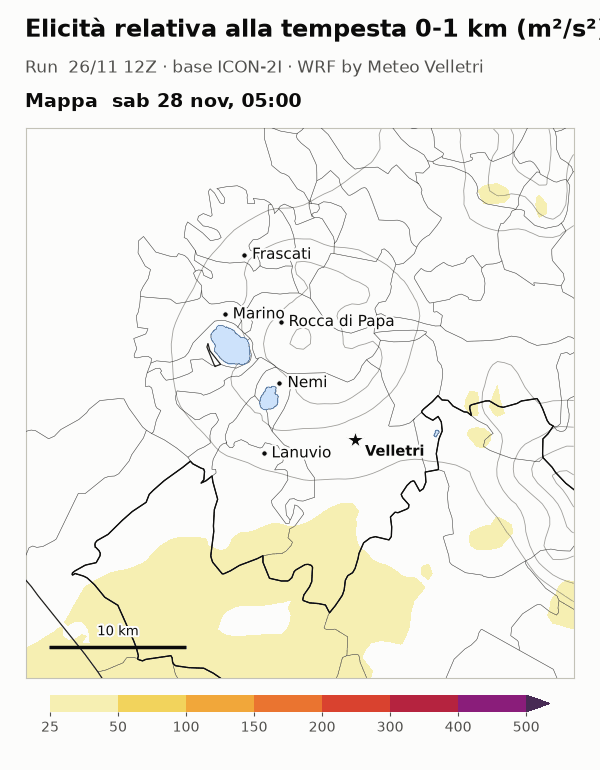 Elicità relativa alla tempesta 0-1 km (m²/s²)
Run  26/11 12Z · base ICON-2I · WRF by Meteo Velletri
Mappa  sab 28 nov, 05:00
Frascati
Marino
Rocca di Papa
Nemi
Velletri
Lanuvio
10 km
25 50 100 150 200 300 400 500